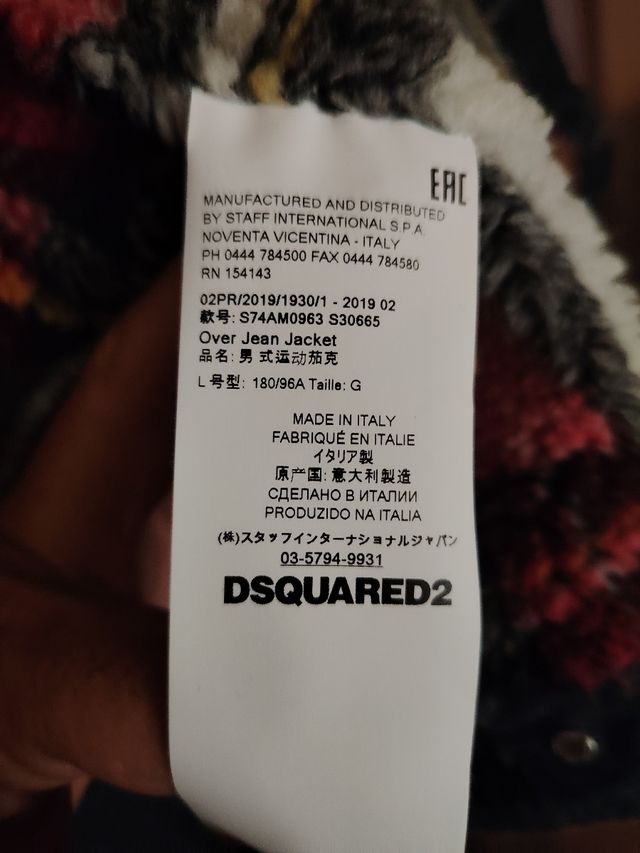 EAC
MANUFACTURED AND DISTRIBUTED
BY STAFF INTERNATIONAL S.P.A.
NOVENTA VICENTINA - ITALY
PH 0444 784500 FAX 0444 784580
RN 154143
02PR/2019/1930/1 - 2019 02
款号: S74AM0963 S30665
Over Jean Jacket
品名: 男 式运动茄克
L 号型: 180/96A Taille: G
MADE IN ITALY
FABRIQUÉ EN ITALIE
イタリア製
原产国: 意大利製造
СДЕЛАНО В ИТАЛИИ
PRODUZIDO NA ITALIA
(株)スタッフインターナショナルジャパン
03-5794-9931
DSQUARED2